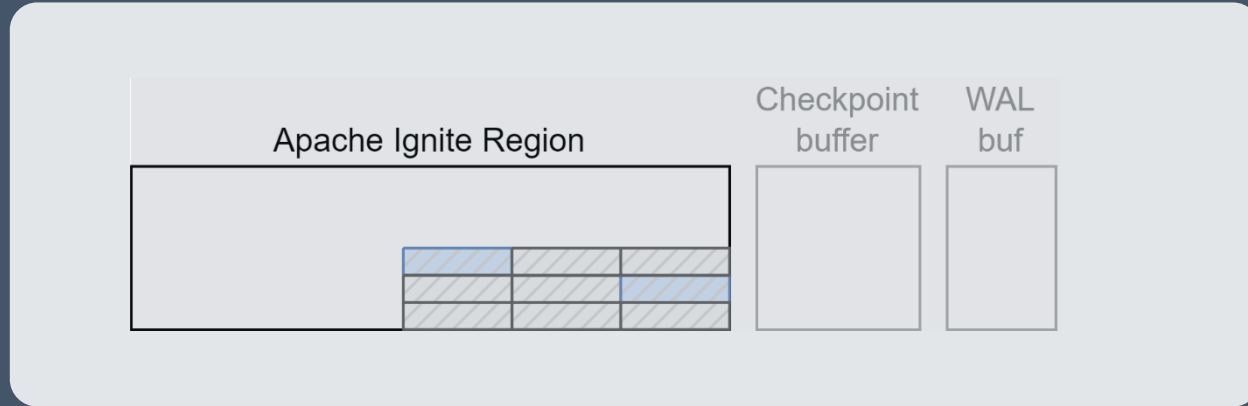 Apache Ignite Region
Checkpoint
buffer
WAL
buf